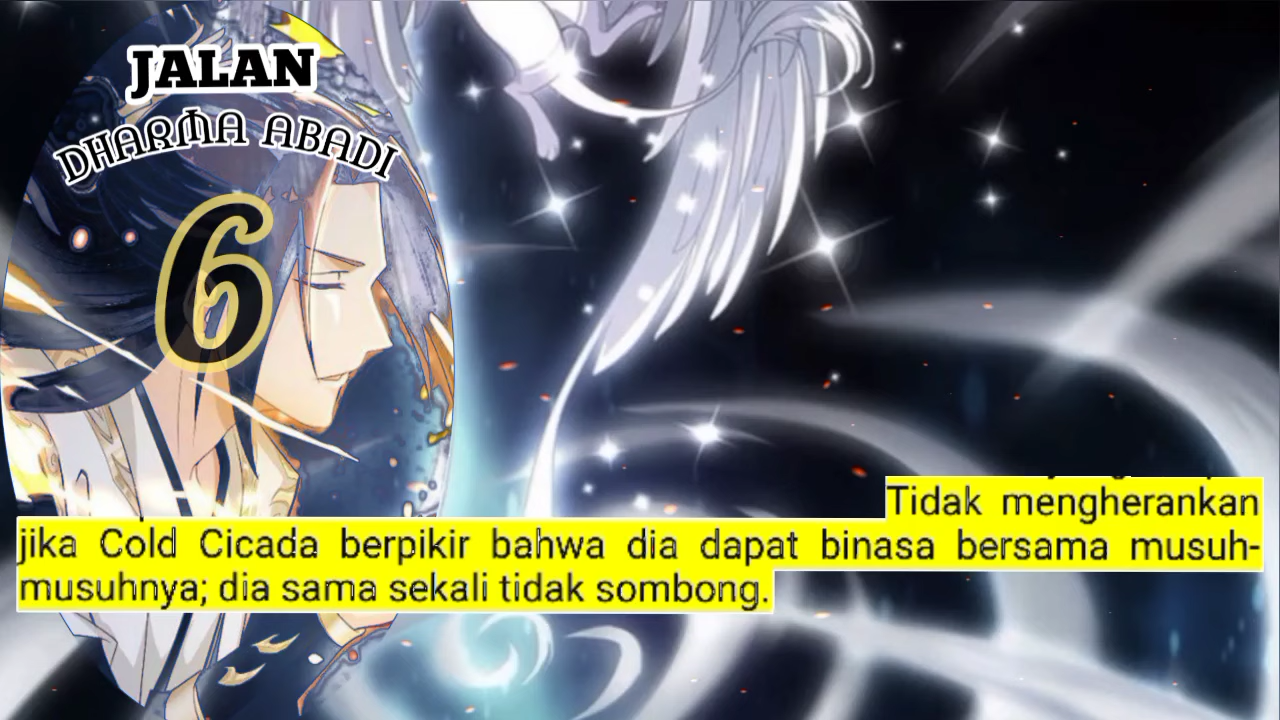 JALAN
DHARMA ABADI
6
Tidak mengherankan
jika Cold Cicada berpikir bahwa dia dapat binasa bersama musuh-
musuhnya; dia sama sekali tidak sombong.